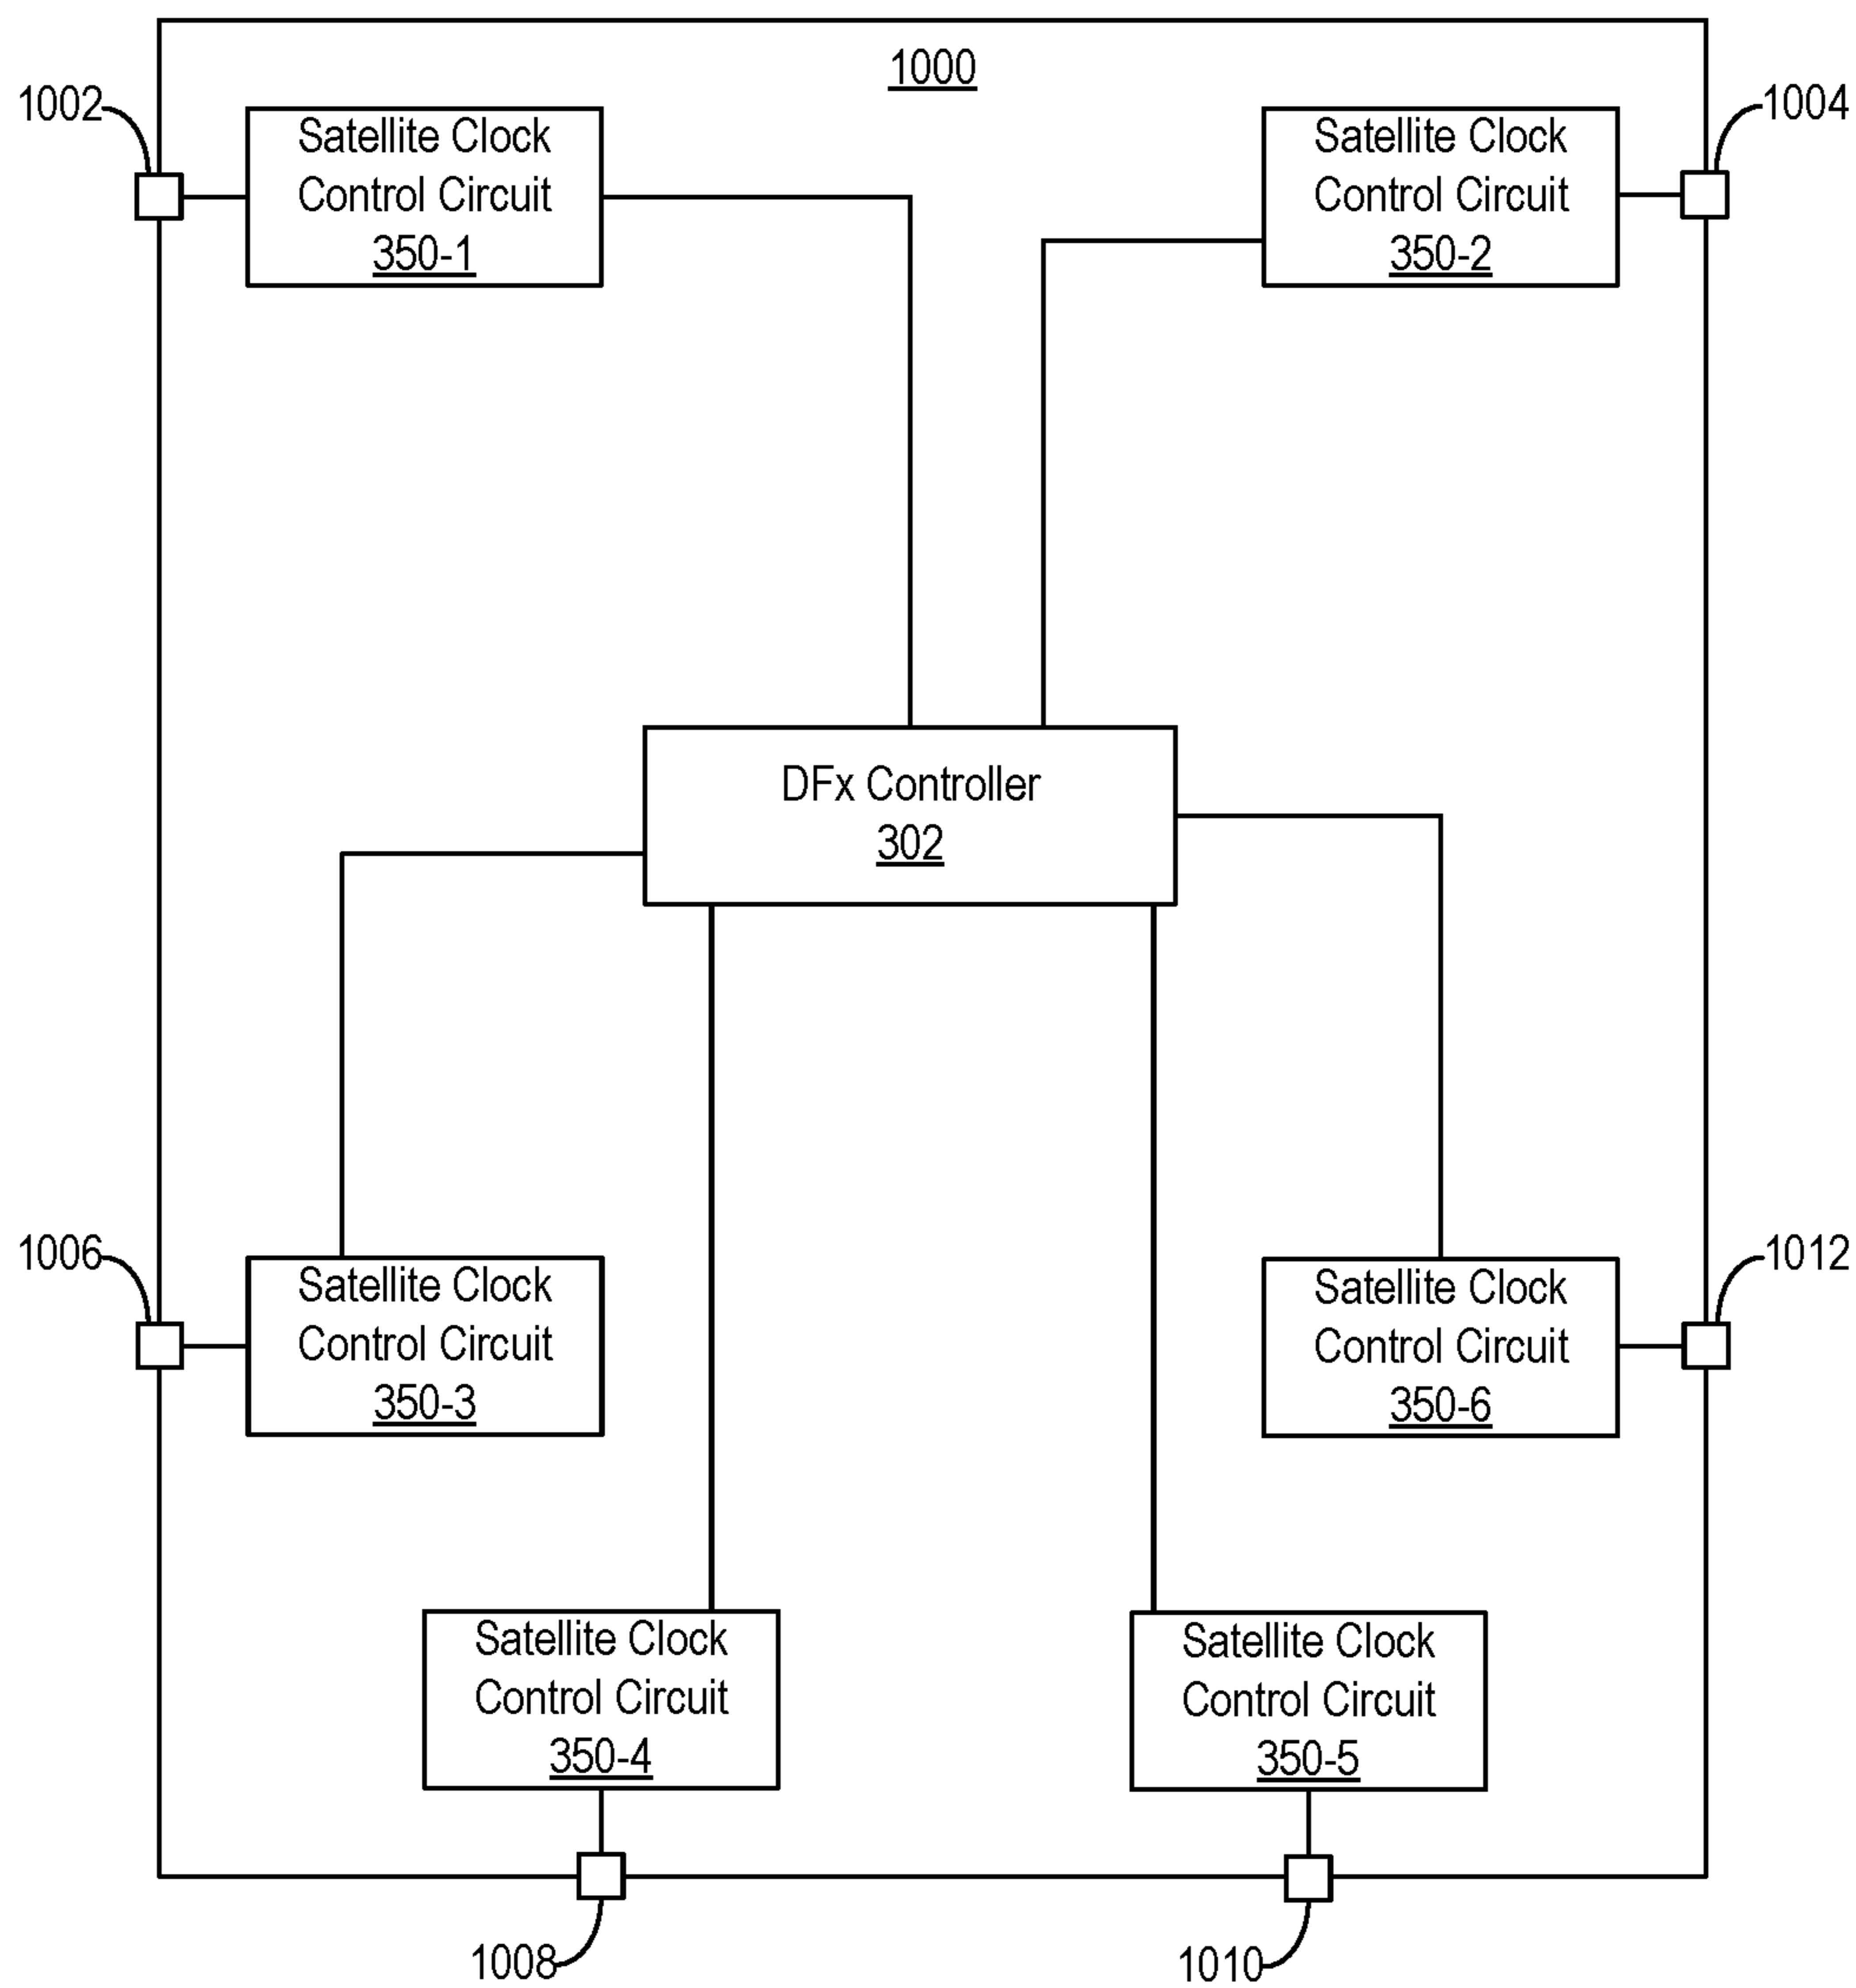 1000
1002
1004
Satellite Clock
Control Circuit
350-1
Satellite Clock
Control Circuit
350-2
DFx Controller
302
1006
1012
Satellite Clock
Control Circuit
350-3
Satellite Clock
Control Circuit
350-6
Satellite Clock
Control Circuit
350-4
Satellite Clock
Control Circuit
350-5
1008
1010